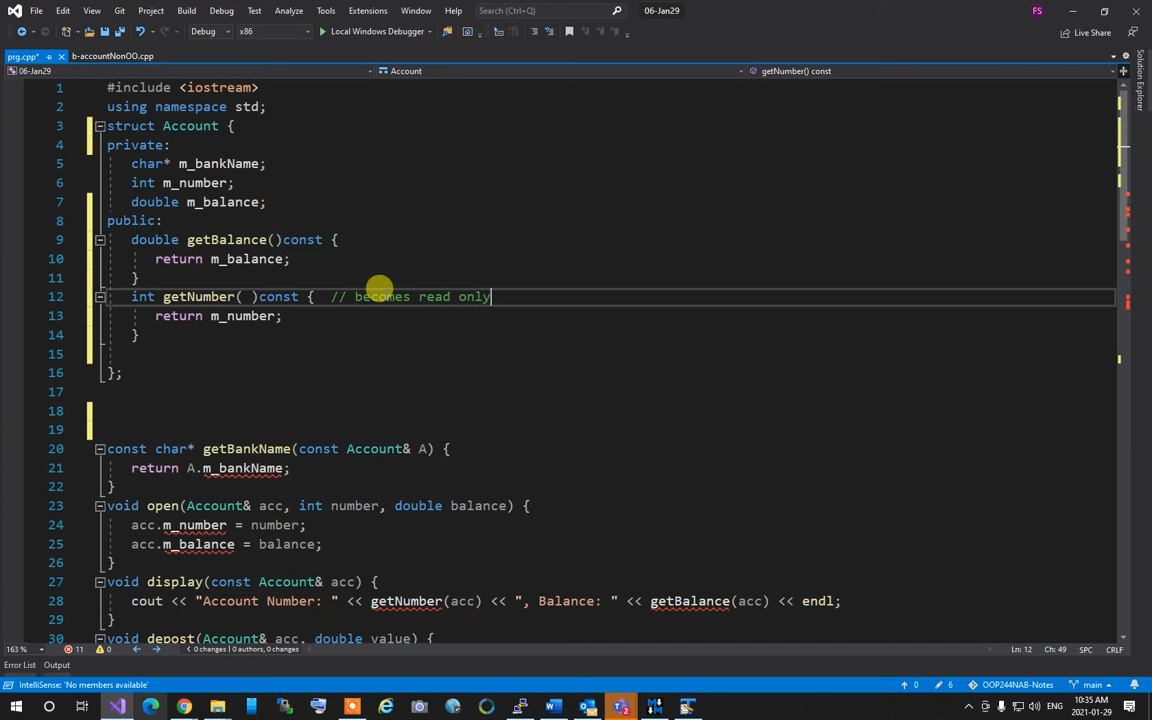 File Edit View Git Project Build Debug Test Analyze Tools Extensions Window Help Search (Ctrl+Q) 06-Jan29 FS
Debug x86 Local Windows Debugger Live Share
prg.cpp* b-accountNonOO.cpp
06-Jan29 Account getNumber() const
Solution Explorer
1 #include <iostream>
2 using namespace std;
3 struct Account {
4 private:
5 char* m_bankName;
6 int m_number;
7 double m_balance;
8 public:
9 double getBalance()const {
10 return m_balance;
11 }
12 int getNumber( )const { // becomes read only
13 return m_number;
14 }
15
16 };
17
18
19
20 const char* getBankName(const Account& A) {
21 return A.m_bankName;
22 }
23 void open(Account& acc, int number, double balance) {
24 acc.m_number = number;
25 acc.m_balance = balance;
26 }
27 void display(const Account& acc) {
28 cout << "Account Number: " << getNumber(acc) << ", Balance: " << getBalance(acc) << endl;
29 }
30 void depost(Account& acc, double value) {
163 % 11 0 0 changes | 0 authors, 0 changes Ln: 12 Ch: 49 SPC CRLF
Error List Output
IntelliSense: 'No members available' 0 6 OOP244NAB-Notes main
10:35 AM
ENG 2021-01-29